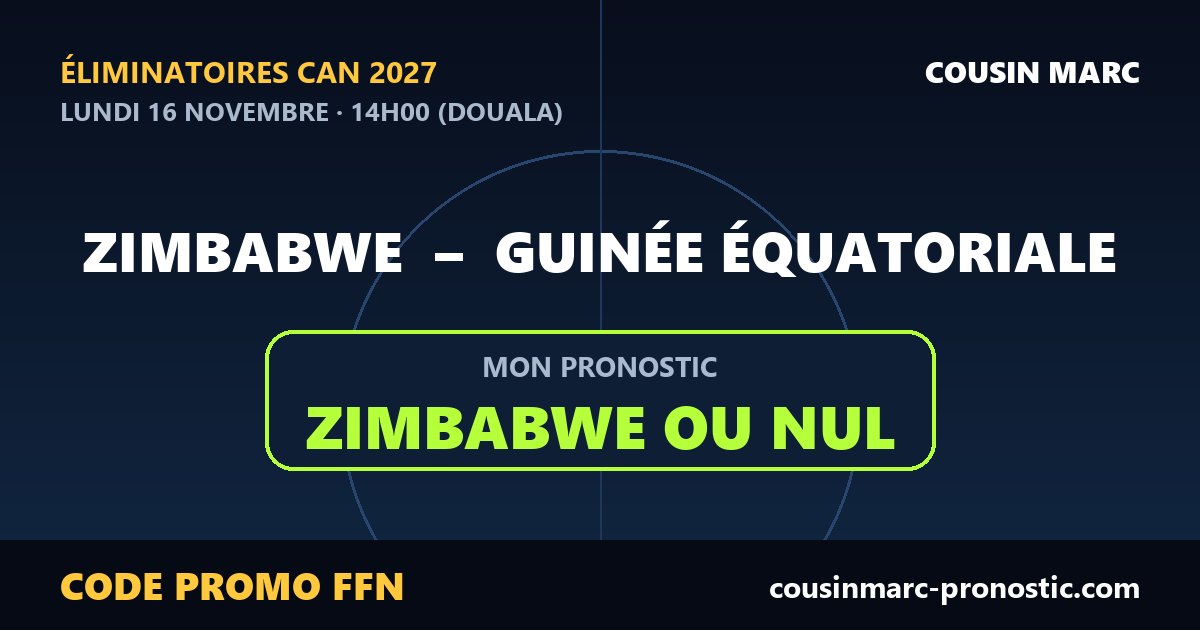 ÉLIMINATOIRES CAN 2027
COUSIN MARC
LUNDI 16 NOVEMBRE · 14H00 (DOUALA)
ZIMBABWE – GUINÉE ÉQUATORIALE
MON PRONOSTIC
ZIMBABWE OU NUL
CODE PROMO FFN
cousinmarc-pronostic.com